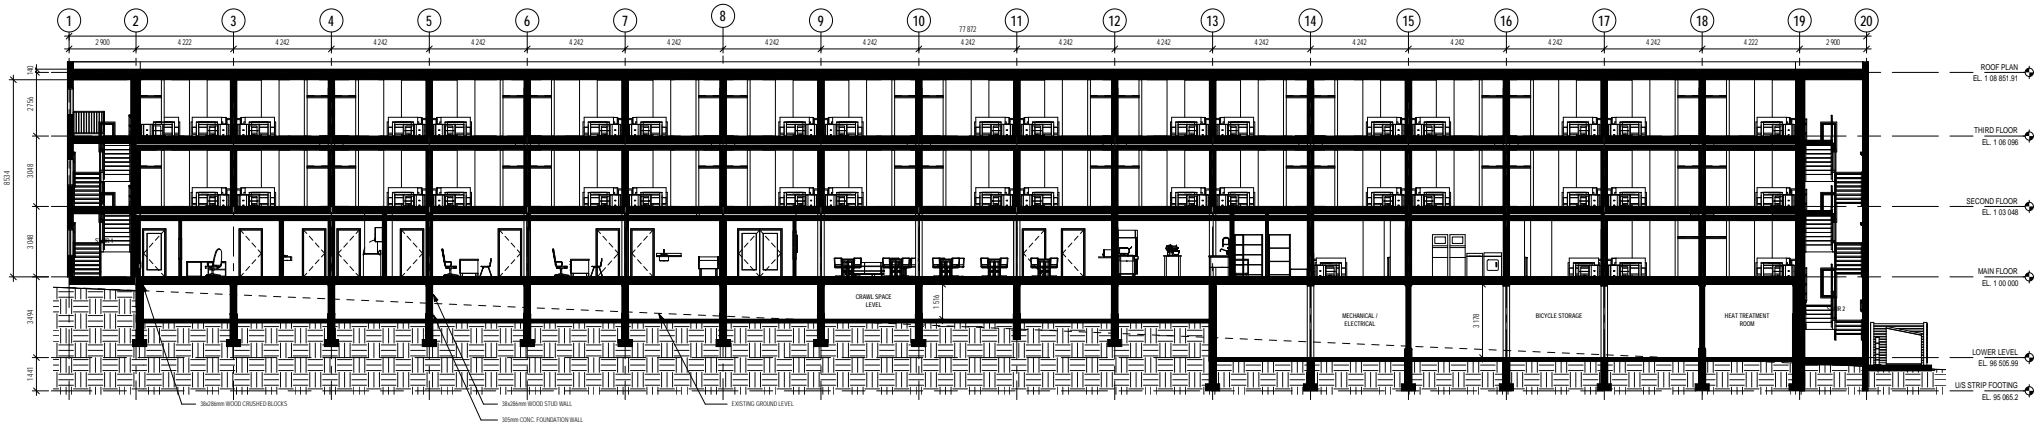 1 2 3 4 5 6 7 8 9 10 11 12 13 14 15 16 17 18 19 20
77 872
2 900 4 222 4 242 4 242 4 242 4 242 4 242 4 242 4 242 4 242 4 242 4 242 4 242 4 242 4 242 4 242 4 242 4 222 2 900
140
2756
3048
3048
8534
3494
1441
ROOF PLAN
EL. 1 08 851.91
THIRD FLOOR
EL. 1 06 096
SECOND FLOOR
EL. 1 03 048
MAIN FLOOR
EL. 1 00 000
LOWER LEVEL
EL. 96 505.99
U/S STRIP FOOTING
EL. 95 065.2
CRAWL SPACE
LEVEL
1 516
MECHANICAL /
ELECTRICAL
3 178
BICYCLE STORAGE
HEAT TREATMENT
ROOM
38x286mm WOOD CRUSHED BLOCKS
38x286mm WOOD STUD WALL
305mm CONC. FOUNDATION WALL
EXISTING GROUND LEVEL